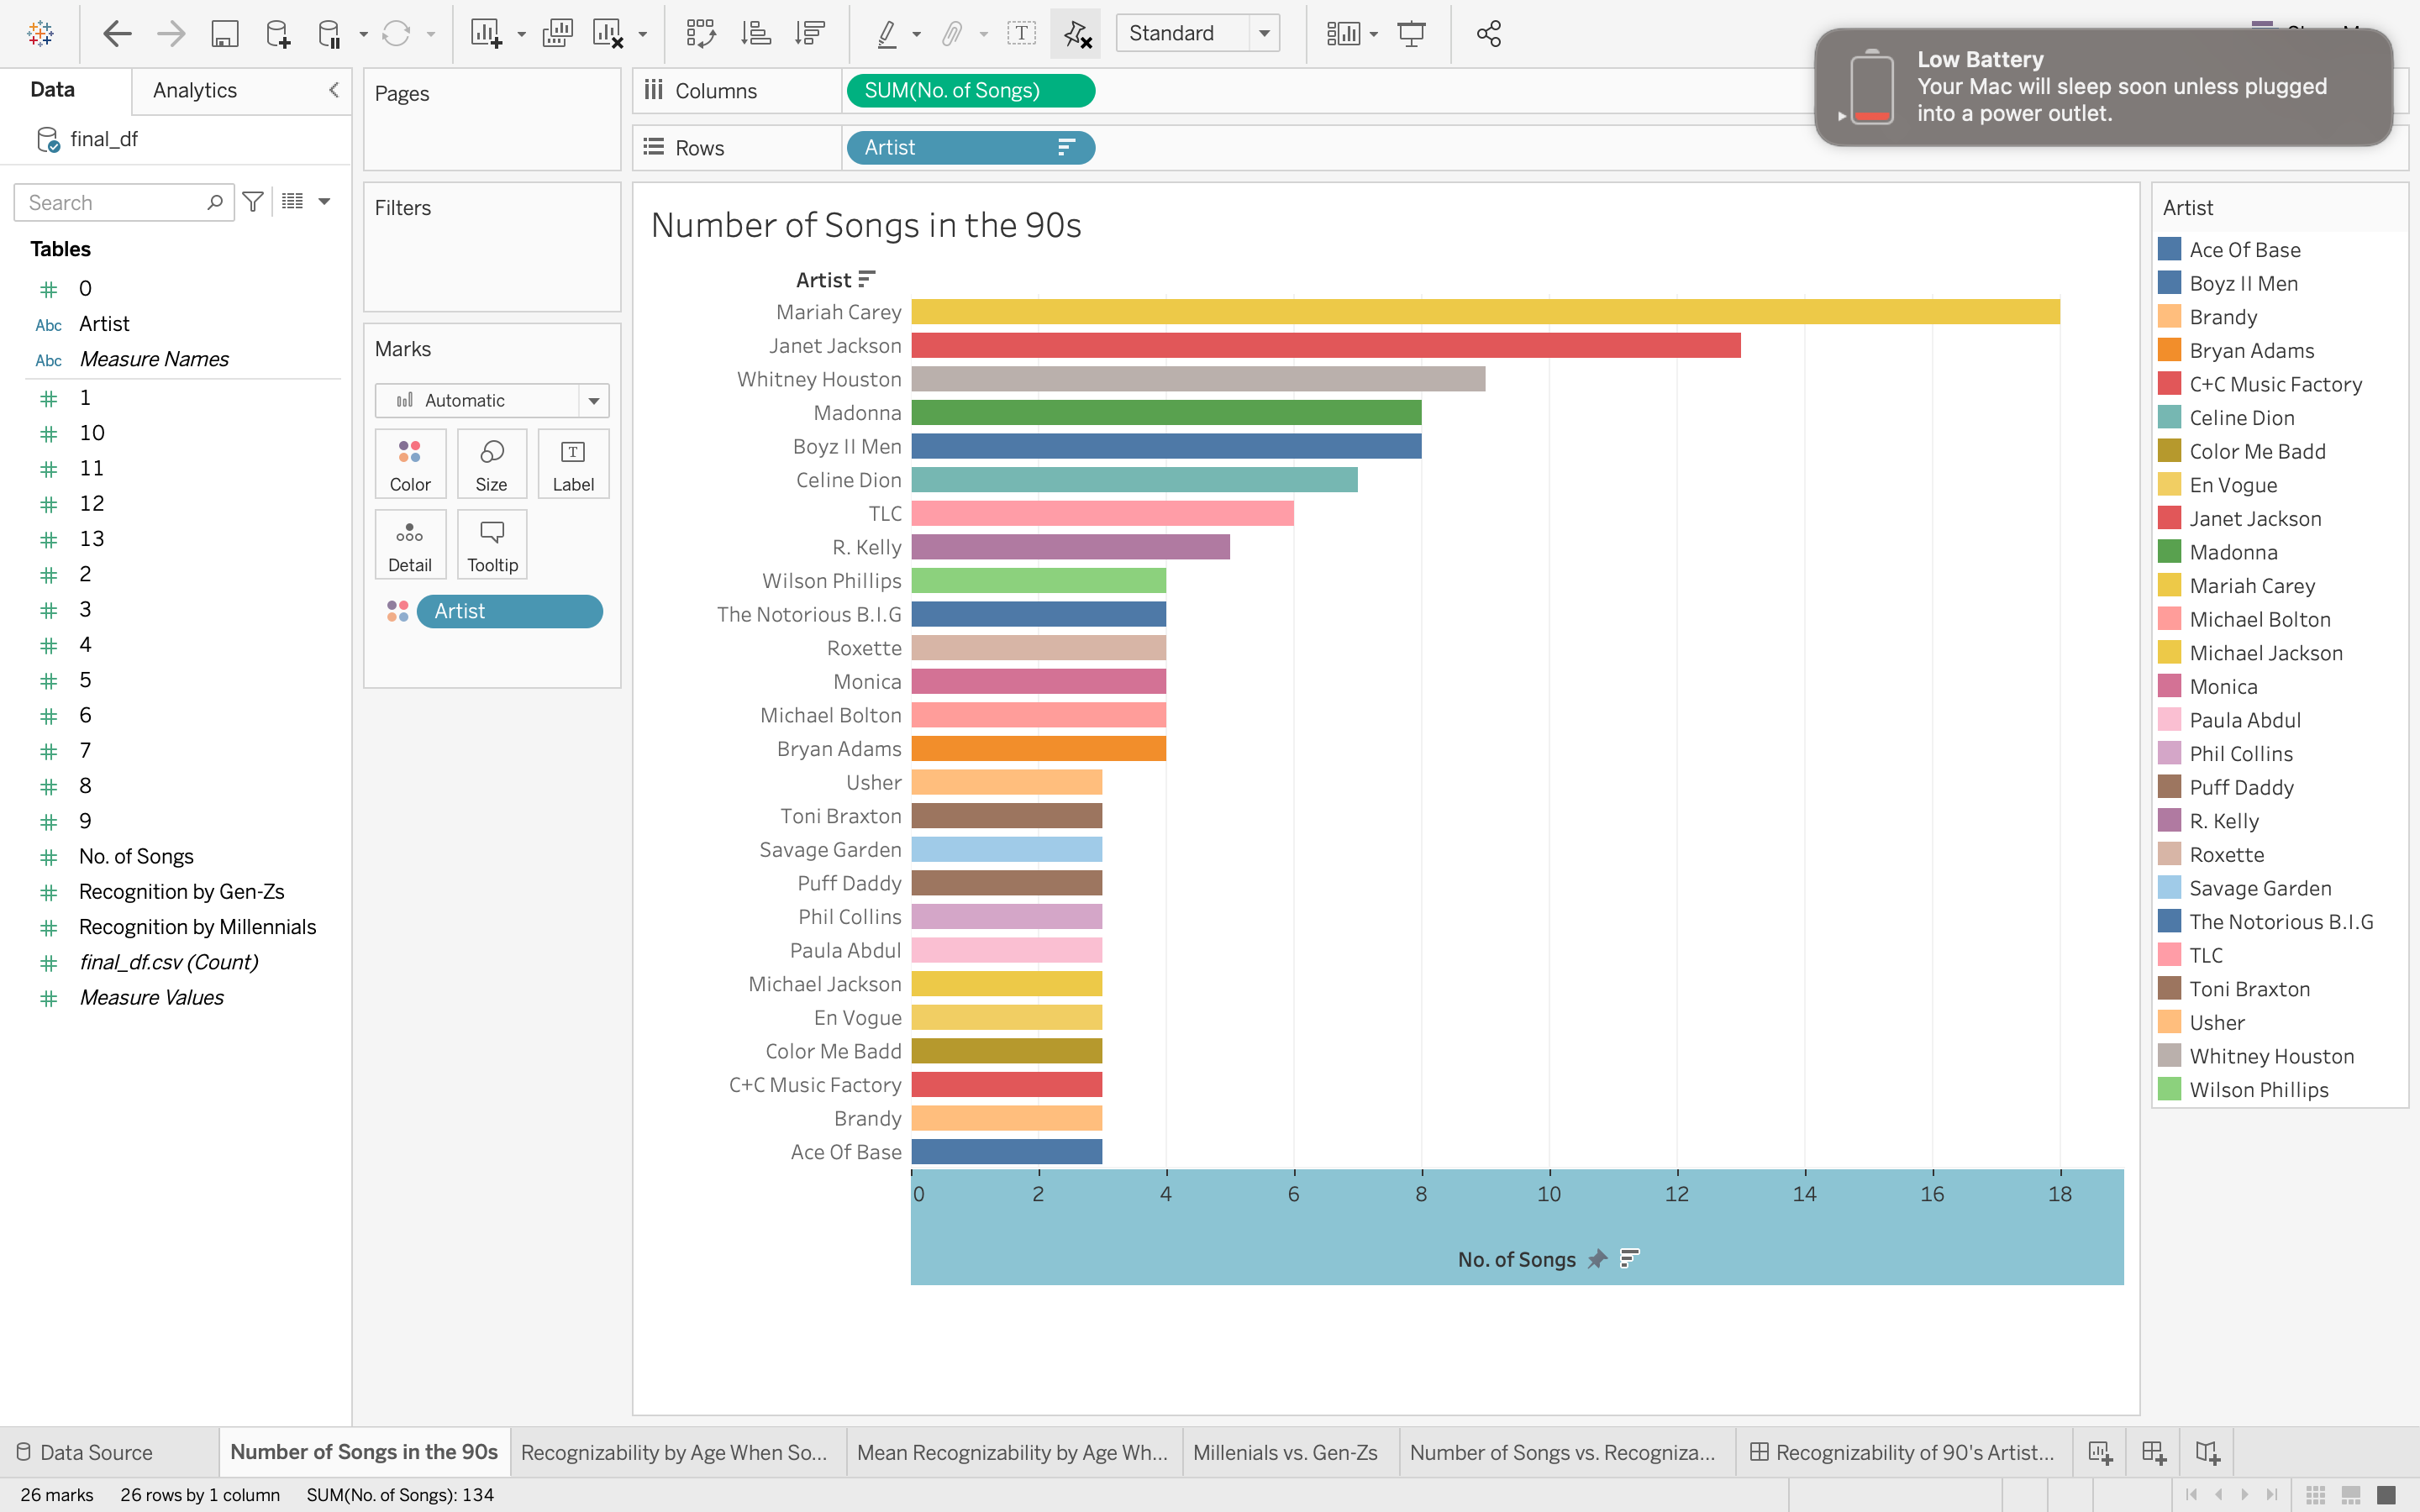 Standard
Low Battery
Your Mac will sleep soon unless plugged
into a power outlet.
Data
Analytics
final_df
Search
Tables
0
Abc Artist
Abc Measure Names
1
10
11
12
13
2
3
4
5
6
7
8
9
No. of Songs
Recognition by Gen-Zs
Recognition by Millennials
final_df.csv (Count)
Measure Values
Pages
Filters
Marks
Automatic
Color
Size
T
Label
Detail
Tooltip
Artist
Columns
SUM(No. of Songs)
Rows
Artist
Number of Songs in the 90s
Artist
Mariah Carey
Janet Jackson
Whitney Houston
Madonna
Boyz II Men
Celine Dion
TLC
R. Kelly
Wilson Phillips
The Notorious B.I.G
Roxette
Monica
Michael Bolton
Bryan Adams
Usher
Toni Braxton
Savage Garden
Puff Daddy
Phil Collins
Paula Abdul
Michael Jackson
En Vogue
Color Me Badd
C+C Music Factory
Brandy
Ace Of Base
0 2 4 6 8 10 12 14 16 18
No. of Songs
Artist
Ace Of Base
Boyz II Men
Brandy
Bryan Adams
C+C Music Factory
Celine Dion
Color Me Badd
En Vogue
Janet Jackson
Madonna
Mariah Carey
Michael Bolton
Michael Jackson
Monica
Paula Abdul
Phil Collins
Puff Daddy
R. Kelly
Roxette
Savage Garden
The Notorious B.I.G
TLC
Toni Braxton
Usher
Whitney Houston
Wilson Phillips
Data Source
Number of Songs in the 90s
Recognizability by Age When So...
Mean Recognizability by Age Wh...
Millenials vs. Gen-Zs
Number of Songs vs. Recogniza...
Recognizability of 90's Artist...
26 marks 26 rows by 1 column SUM(No. of Songs): 134